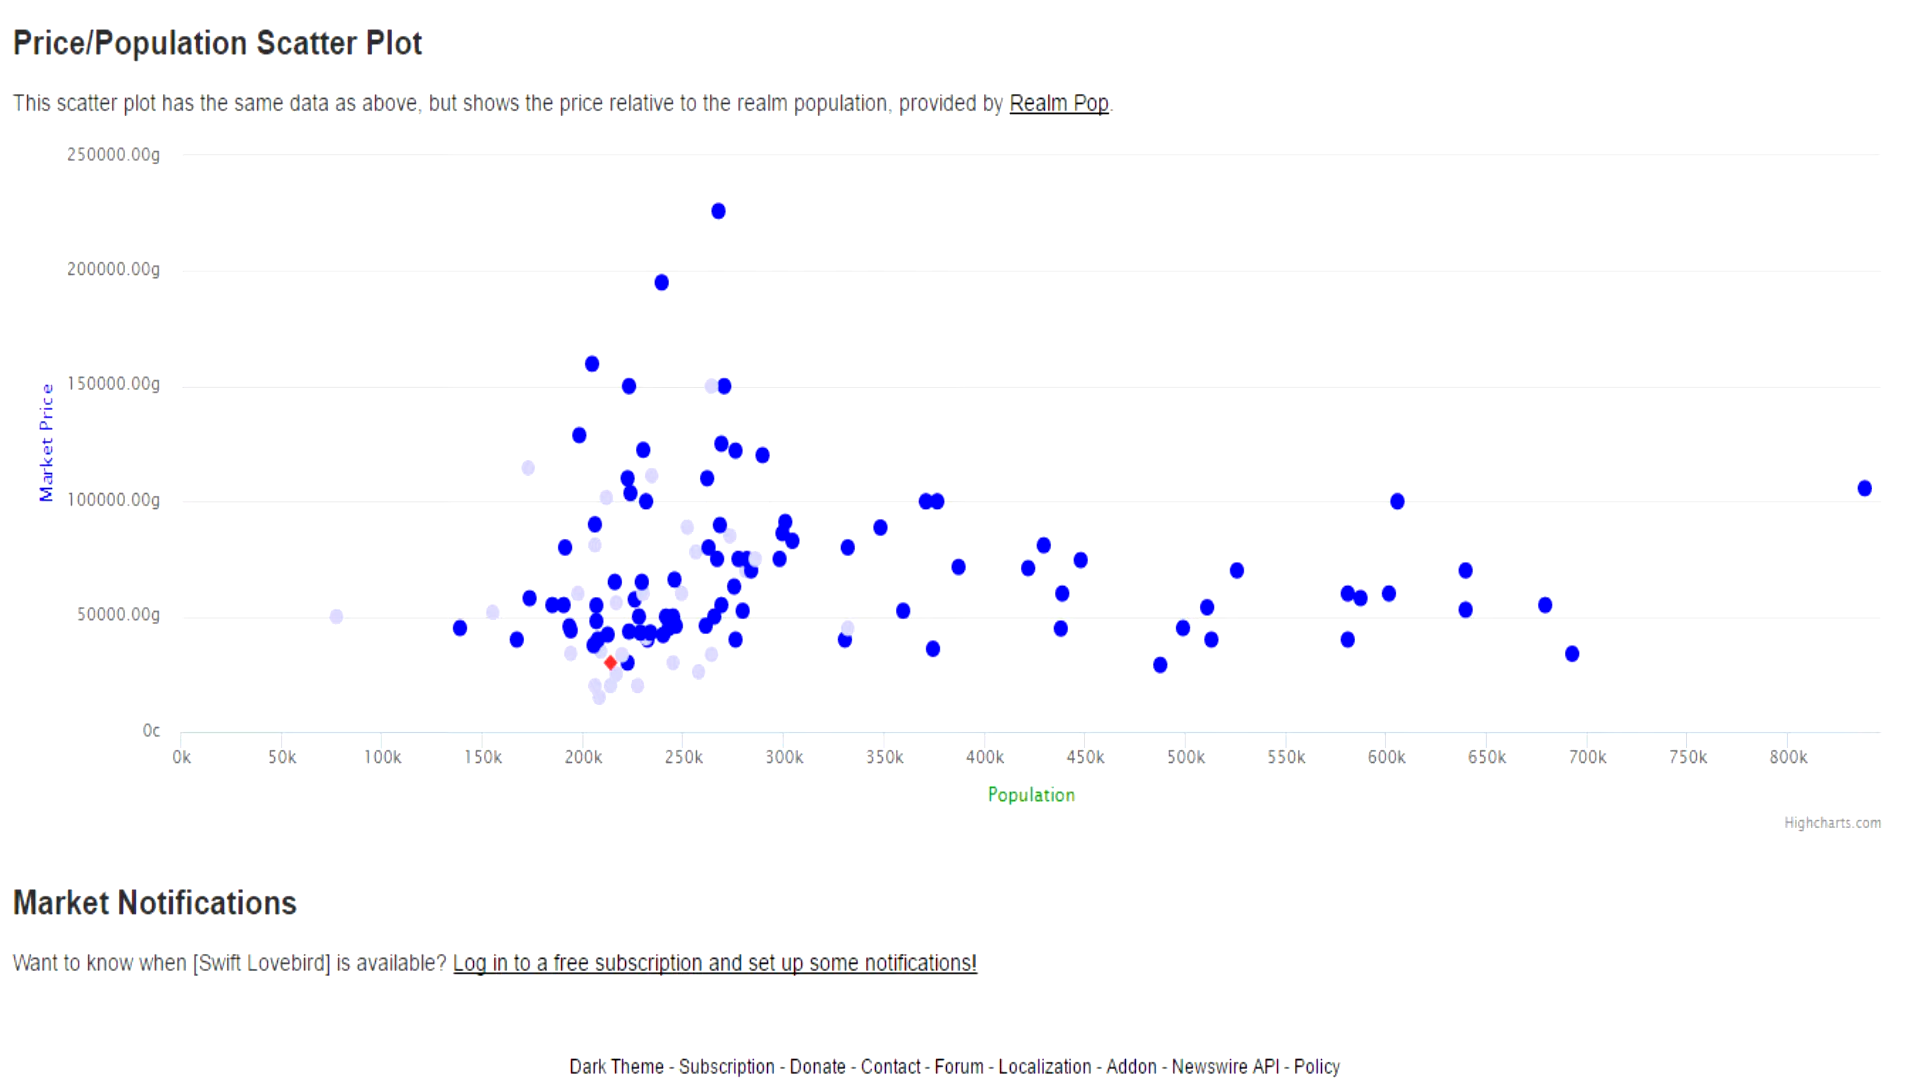 Price/Population Scatter Plot
This scatter plot has the same data as above, but shows the price relative to the realm population, provided by Realm Pop.
250000.00g
200000.00g
150000.00g
100000.00g
50000.00g
0c
Market Price
0k 50k 100k 150k 200k 250k 300k 350k 400k 450k 500k 550k 600k 650k 700k 750k 800k
Population
Highcharts.com
Market Notifications
Want to know when [Swift Lovebird] is available? Log in to a free subscription and set up some notifications!
Dark Theme - Subscription - Donate - Contact - Forum - Localization - Addon - Newswire API - Policy